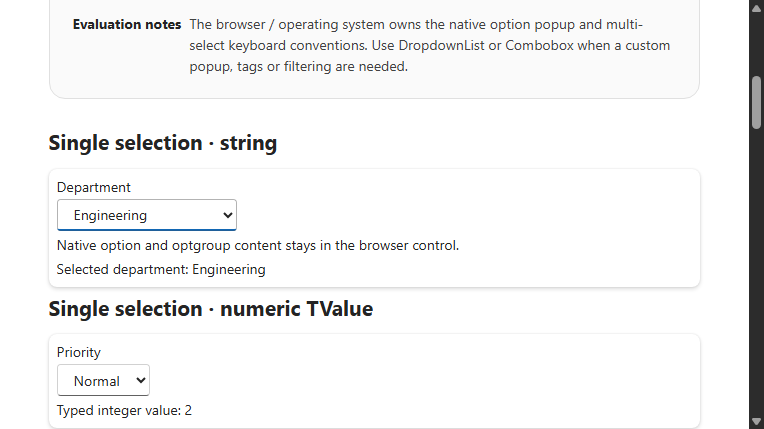 Evaluation notes The browser / operating system owns the native option popup and multi-
select keyboard conventions. Use DropdownList or Combobox when a custom
popup, tags or filtering are needed.
Single selection · string
Department
Engineering
Native option and optgroup content stays in the browser control.
Selected department: Engineering
Single selection · numeric TValue
Priority
Normal
Typed integer value: 2